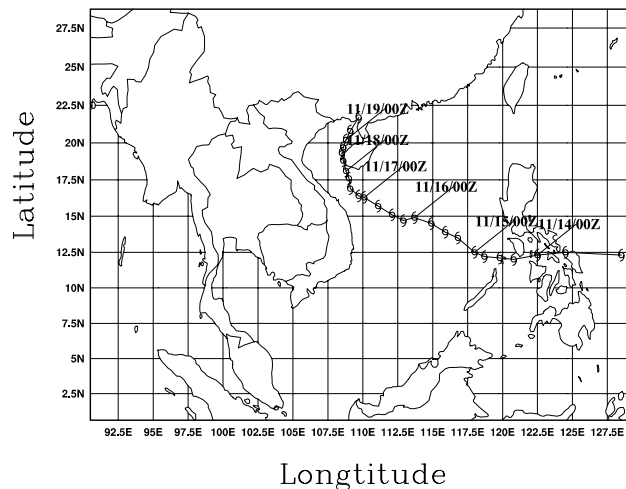 27.5N
25N
22.5N
20N
17.5N
15N
12.5N
10N
7.5N
5N
2.5N
11/19/00Z
11/18/00Z
11/17/00Z
11/16/00Z
11/15/00Z
11/14/00Z
92.5E 95E 97.5E 100E 102.5E 105E 107.5E 110E 112.5E 115E 117.5E 120E 122.5E 125E 127.5E
Latitude
Longtitude